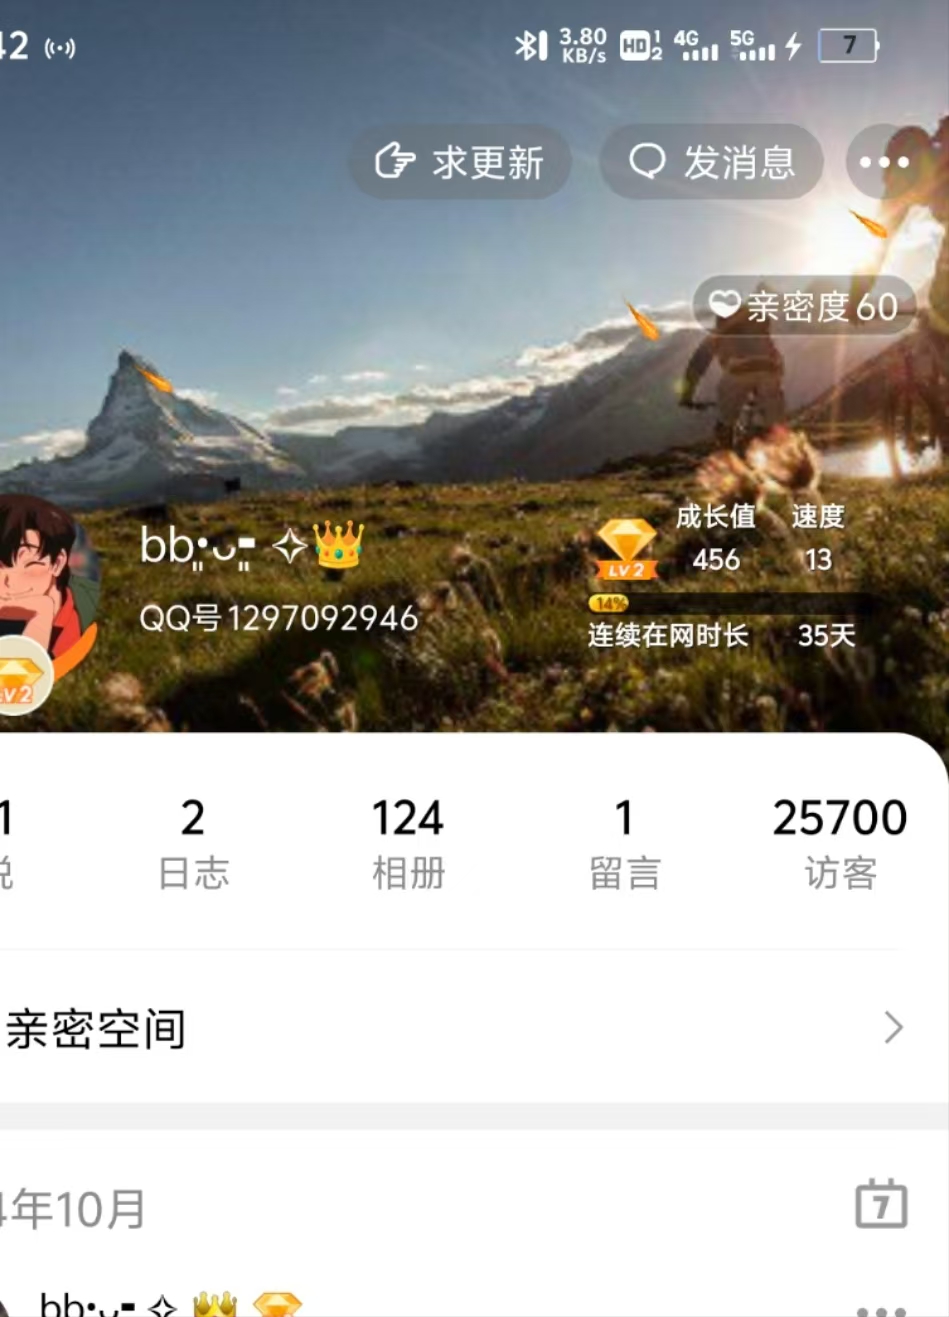 42
3.80
KB/s
HD 1 2
4G
5G
7
求更新
发消息
亲密度60
bb
QQ号1297092946
LV2
成长值 速度
456 13
14%
连续在网时长 35天
LV2
1 2 124 1 25700
说 日志 相册 留言 访客
亲密空间
4年10月
7
bb